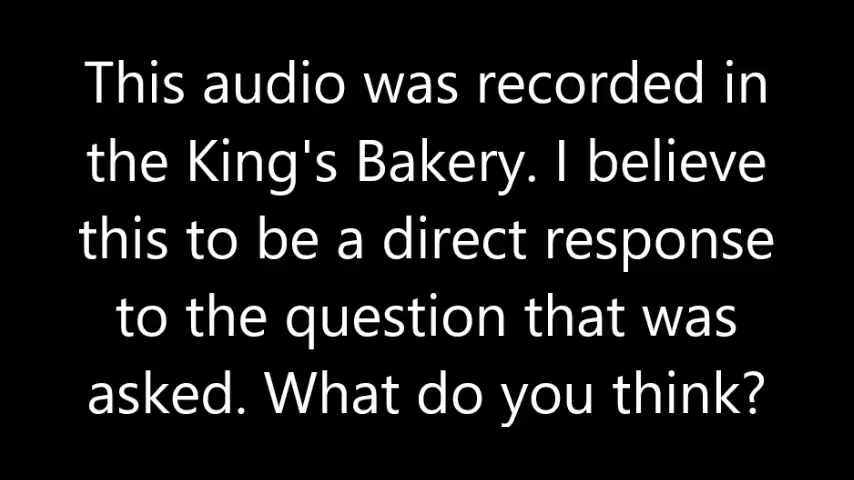 This audio was recorded in
the King's Bakery. I believe
this to be a direct response
to the question that was
asked. What do you think?